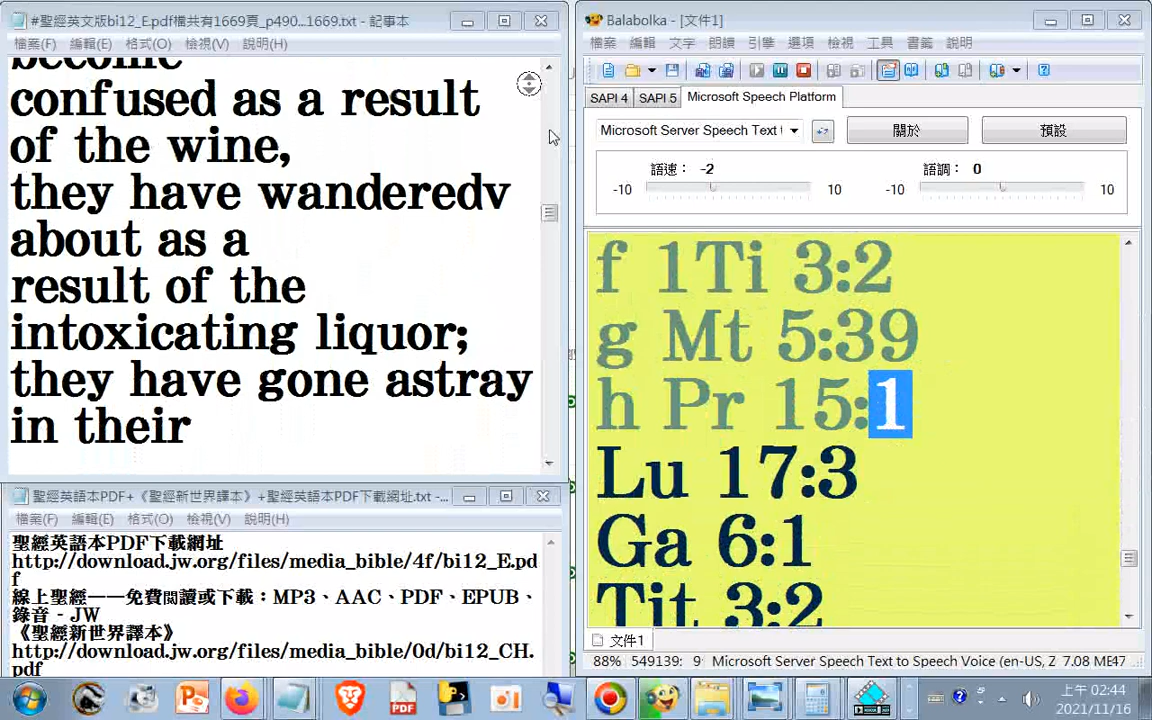 #聖經英文版bi12_E.pdf檔共有1669頁_p490...1669.txt - 記事本
檔案(F) 編輯(E) 格式(O) 檢視(V) 說明(H)
become
confused as a result
of the wine,
they have wanderedv
about as a
result of the
intoxicating liquor;
they have gone astray
in their
聖經英語本PDF+《聖經新世界譯本》+聖經英語本PDF下載網址.txt -...
檔案(F) 編輯(E) 格式(O) 檢視(V) 說明(H)
聖經英語本PDF下載網址
http://download.jw.org/files/media_bible/4f/bi12_E.pd
f
線上聖經——免費閱讀或下載：MP3、AAC、PDF、EPUB、
錄音 - JW
《聖經新世界譯本》
http://download.jw.org/files/media_bible/0d/bi12_CH.
pdf
Balabolka - [文件1]
檔案 編輯 文字 朗讀 引擎 選項 檢視 工具 書籤 說明
SAPI 4 SAPI 5 Microsoft Speech Platform
Microsoft Server Speech Text t 關於 預設
語速： -2 語調： 0
-10 10 -10 10
f 1Ti 3:2
g Mt 5:39
h Pr 15:1
Lu 17:3
Ga 6:1
Tit 3:2
文件1
88% 549139: 9 Microsoft Server Speech Text to Speech Voice (en-US, Z 7.08 ME47
上午 02:44
2021/11/16